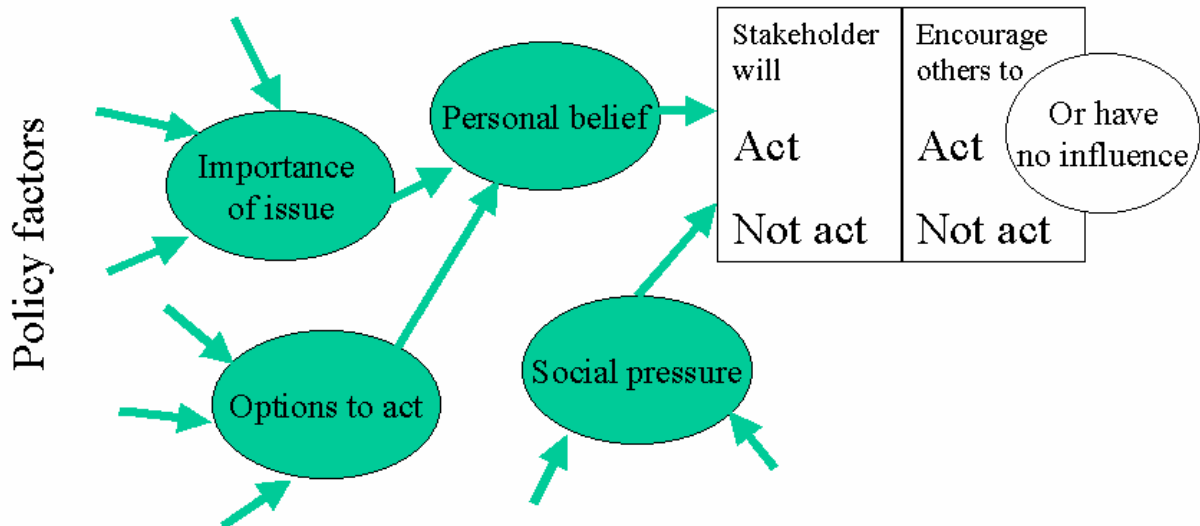 Policy factors
Importance
of issue
Options to act
Personal belief
Social pressure
Stakeholder
will
Act
Not act
Encourage
others to
Act
Not act
Or have
no influence